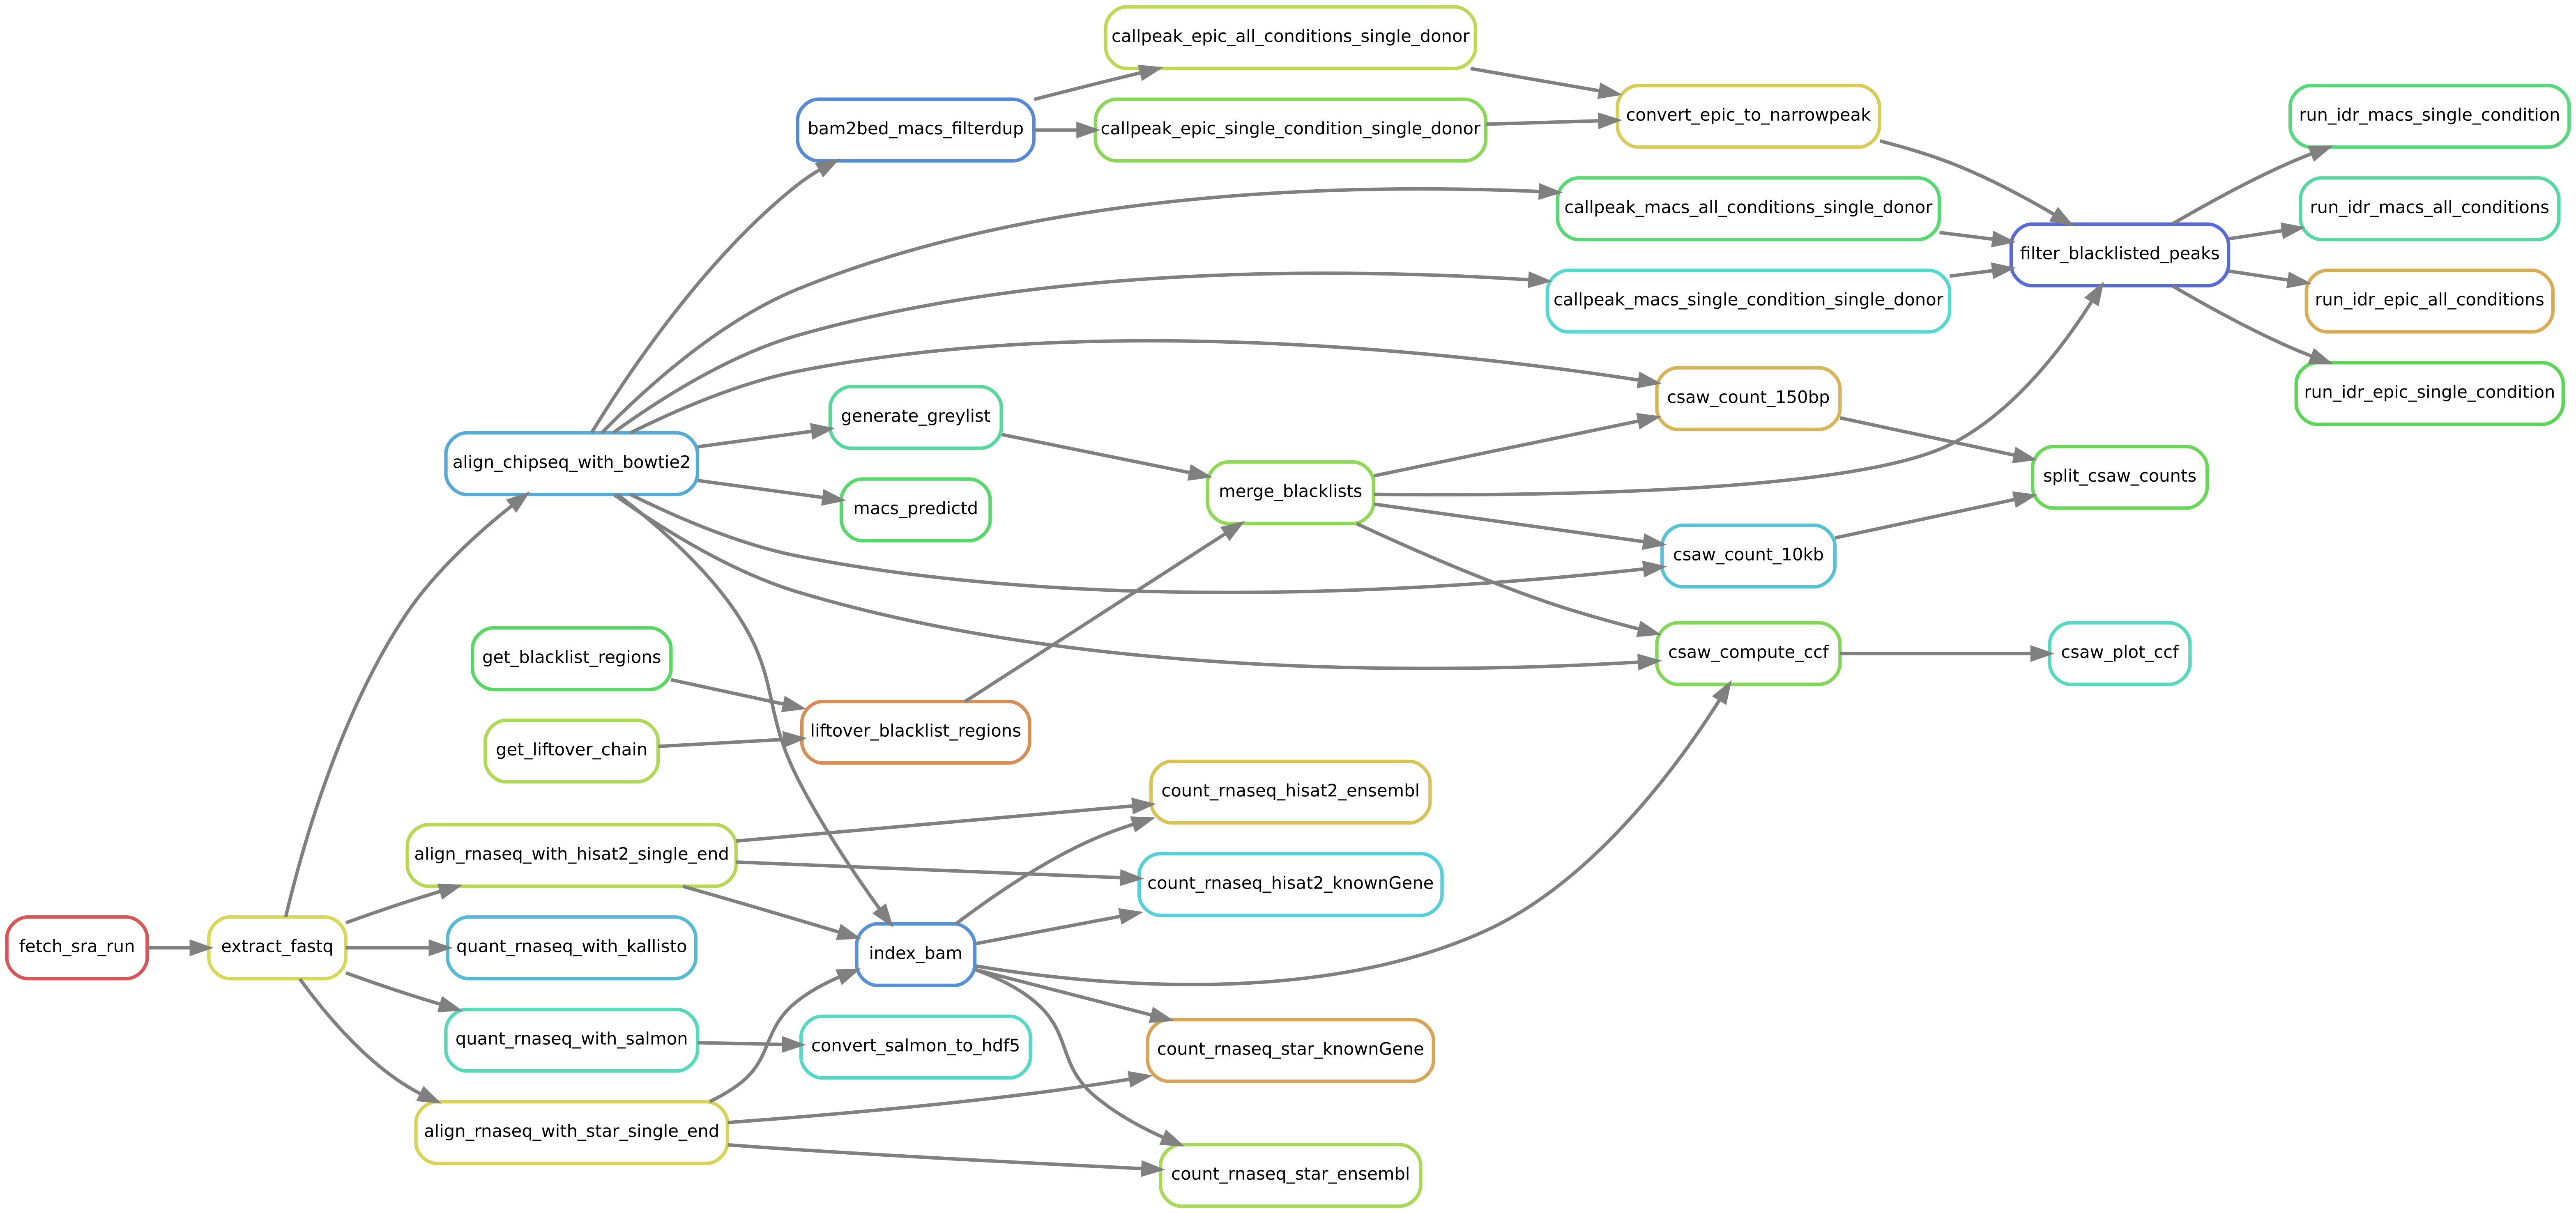 callpeak_epic_all_conditions_single_donor
bam2bed_macs_filterdup
callpeak_epic_single_condition_single_donor
convert_epic_to_narrowpeak
run_idr_macs_single_condition
callpeak_macs_all_conditions_single_donor
run_idr_macs_all_conditions
filter_blacklisted_peaks
callpeak_macs_single_condition_single_donor
run_idr_epic_all_conditions
csaw_count_150bp
run_idr_epic_single_condition
generate_greylist
align_chipseq_with_bowtie2
merge_blacklists
split_csaw_counts
macs_predictd
csaw_count_10kb
get_blacklist_regions
csaw_compute_ccf
csaw_plot_ccf
liftover_blacklist_regions
get_liftover_chain
count_rnaseq_hisat2_ensembl
align_rnaseq_with_hisat2_single_end
count_rnaseq_hisat2_knownGene
fetch_sra_run
extract_fastq
quant_rnaseq_with_kallisto
index_bam
quant_rnaseq_with_salmon
convert_salmon_to_hdf5
count_rnaseq_star_knownGene
align_rnaseq_with_star_single_end
count_rnaseq_star_ensembl